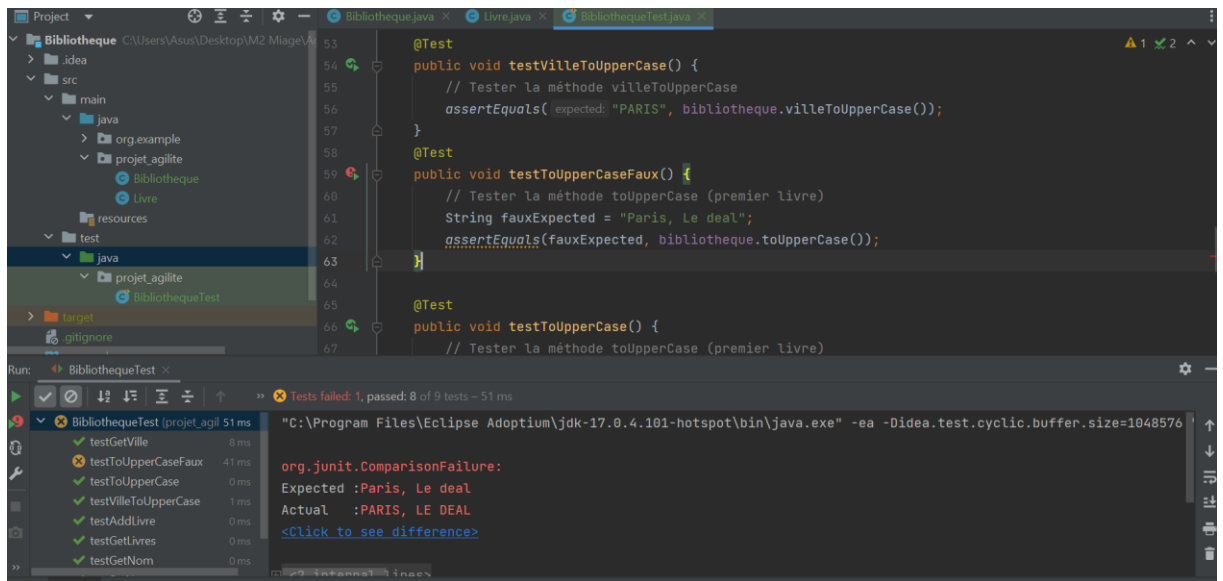 Project
Bibliotheque.java
Livre.java
BibliothequeTest.java
Bibliotheque C:\Users\Asus\Desktop\M2 Miage\
.idea
src
main
java
org.example
projet_agilite
Bibliotheque
Livre
resources
test
java
projet_agilite
BibliothequeTest
target
.gitignore
1 2
53 @Test
54 public void testVilleToUpperCase() {
55 // Tester la méthode villeToUpperCase
56 assertEquals( expected: "PARIS", bibliotheque.villeToUpperCase());
57 }
58 @Test
59 public void testToUpperCaseFaux() {
60 // Tester la méthode toUpperCase (premier livre)
61 String fauxExpected = "Paris, Le deal";
62 assertEquals(fauxExpected, bibliotheque.toUpperCase());
63 }
64
65 @Test
66 public void testToUpperCase() {
67 // Tester la méthode toUpperCase (premier livre)
Run: BibliothequeTest
Tests failed: 1, passed: 8 of 9 tests – 51 ms
BibliothequeTest (projet_agil 51 ms
testGetVille 8 ms
testToUpperCaseFaux 41 ms
testToUpperCase 0 ms
testVilleToUpperCase 1 ms
testAddLivre 0 ms
testGetLivres 0 ms
testGetNom 0 ms
"C:\Program Files\Eclipse Adoptium\jdk-17.0.4.101-hotspot\bin\java.exe" -ea -Didea.test.cyclic.buffer.size=1048576
org.junit.ComparisonFailure:
Expected :Paris, Le deal
Actual :PARIS, LE DEAL
<Click to see difference>
<2 internal lines>